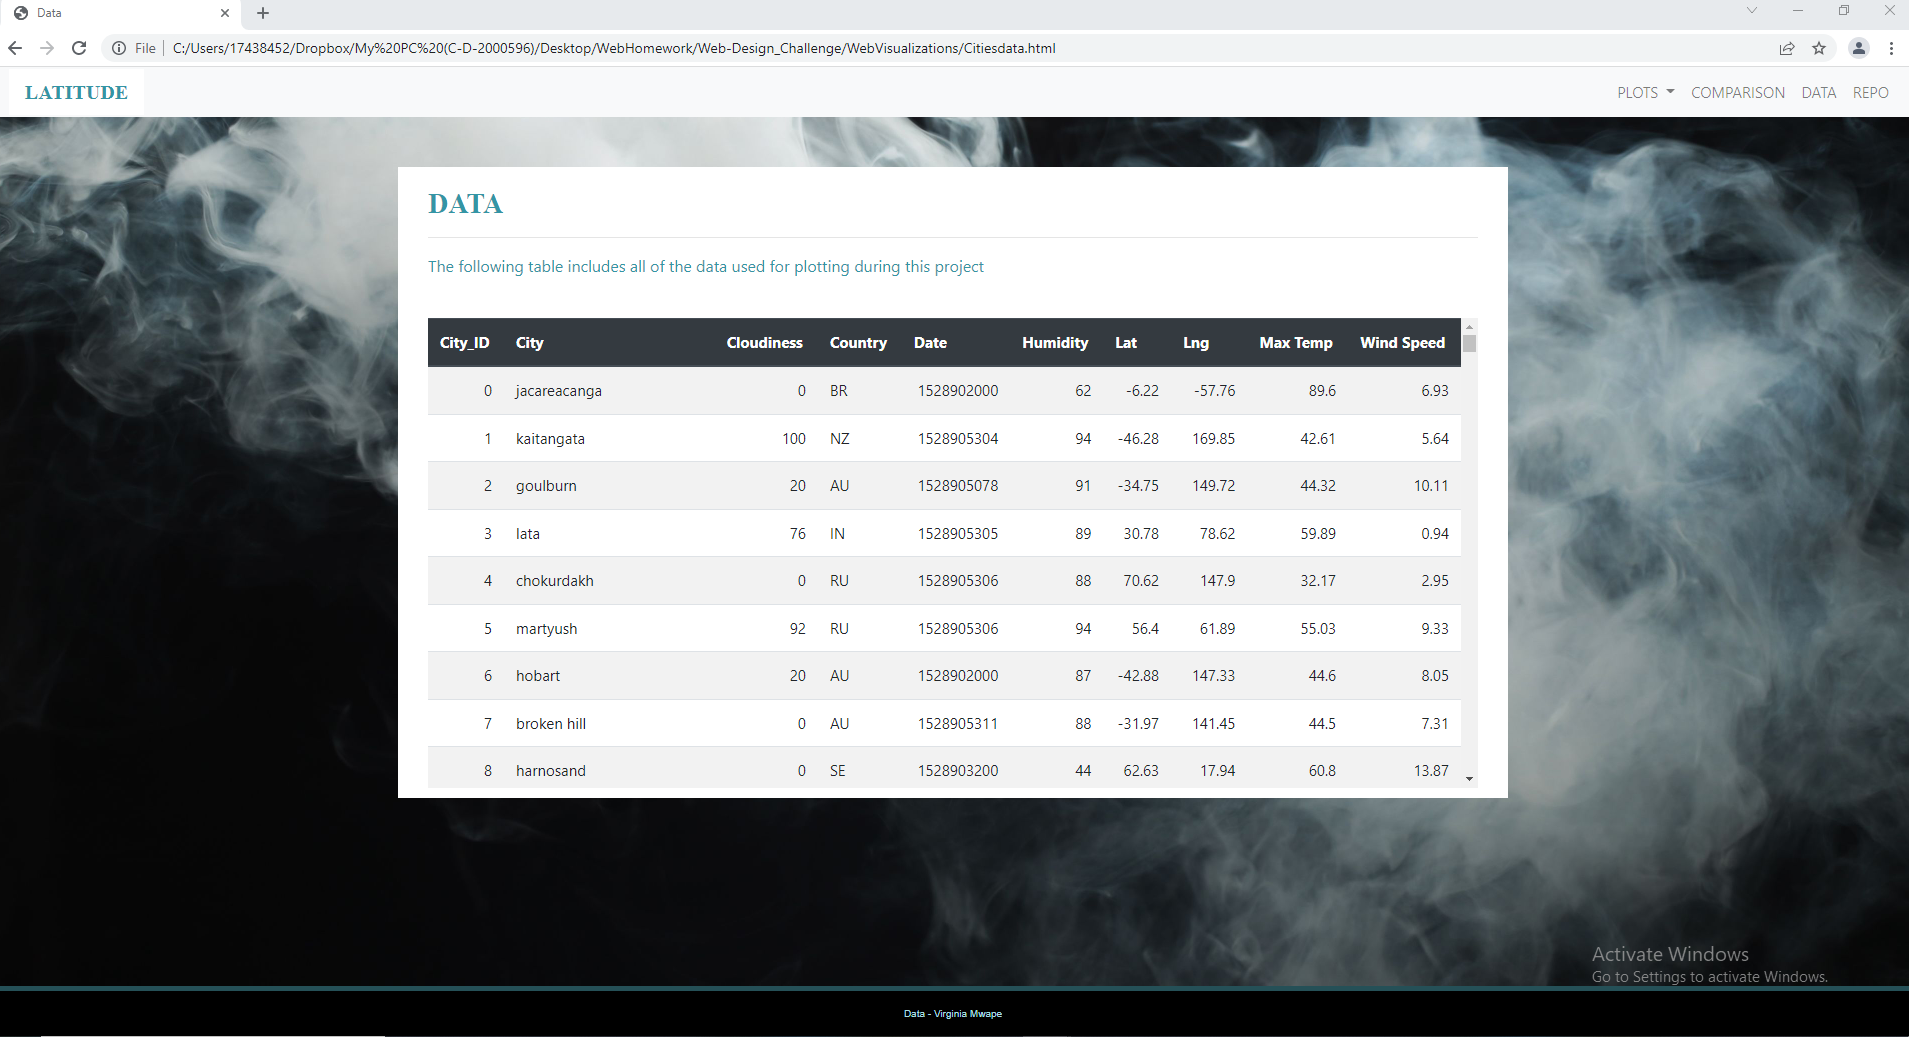 Data
File C:/Users/17438452/Dropbox/My%20PC%20(C-D-2000596)/Desktop/WebHomework/Web-Design_Challenge/WebVisualizations/Citiesdata.html
LATITUDE PLOTS COMPARISON DATA REPO
DATA
The following table includes all of the data used for plotting during this project
City_ID City Cloudiness Country Date Humidity Lat Lng Max Temp Wind Speed
0 jacareacanga 0 BR 1528902000 62 -6.22 -57.76 89.6 6.93
1 kaitangata 100 NZ 1528905304 94 -46.28 169.85 42.61 5.64
2 goulburn 20 AU 1528905078 91 -34.75 149.72 44.32 10.11
3 lata 76 IN 1528905305 89 30.78 78.62 59.89 0.94
4 chokurdakh 0 RU 1528905306 88 70.62 147.9 32.17 2.95
5 martyush 92 RU 1528905306 94 56.4 61.89 55.03 9.33
6 hobart 20 AU 1528902000 87 -42.88 147.33 44.6 8.05
7 broken hill 0 AU 1528905311 88 -31.97 141.45 44.5 7.31
8 harnosand 0 SE 1528903200 44 62.63 17.94 60.8 13.87
Activate Windows
Go to Settings to activate Windows.
Data - Virginia Mwape